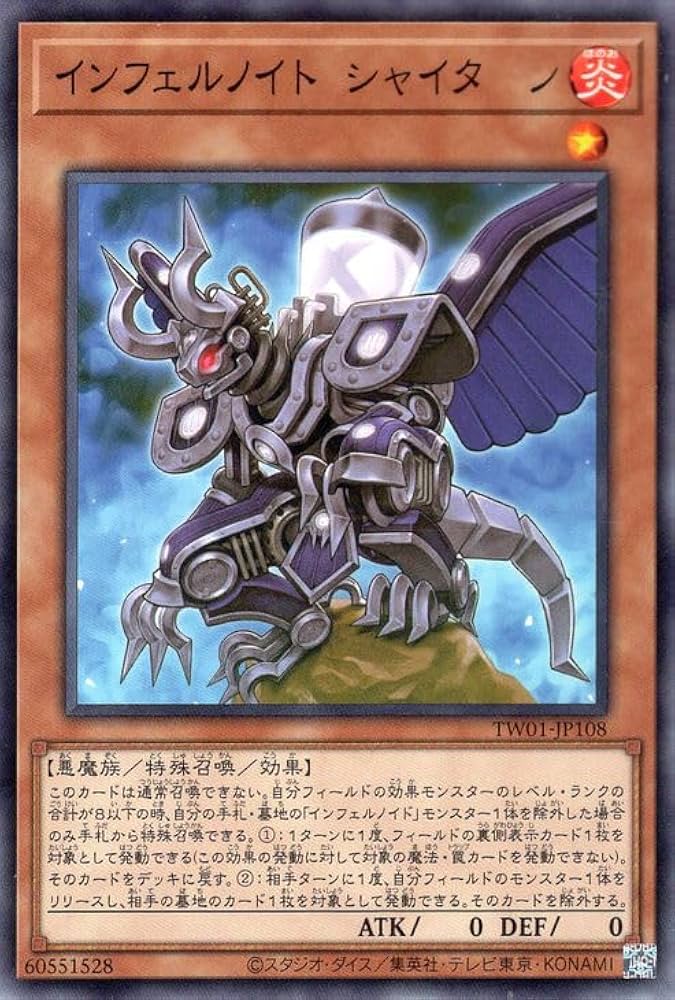 インフェルノイト シャイタ ノ
炎
TW01-JP108
【悪魔族／特殊召喚／効果】
このカードは通常召喚できない。自分フィールドの効果モンスターのレベル・ランクの
合計が8以下の時、自分の手札・墓地の「インフェルノイド」モンスター1体を除外した場合
のみ手札から特殊召喚できる。①：1ターンに1度、フィールドの裏側表示カード1枚を
対象として発動できる(この効果の発動に対して対象の魔法・罠カードは発動できない)。
そのカードをデッキに戻す。②：相手ターンに1度、自分フィールドのモンスター1体を
リリースし、相手の墓地のカード1枚を対象として発動できる。そのカードを除外する。
ATK/ 0 DEF/ 0
60551528 ©スタジオ・ダイス／集英社・テレビ東京・KONAMI